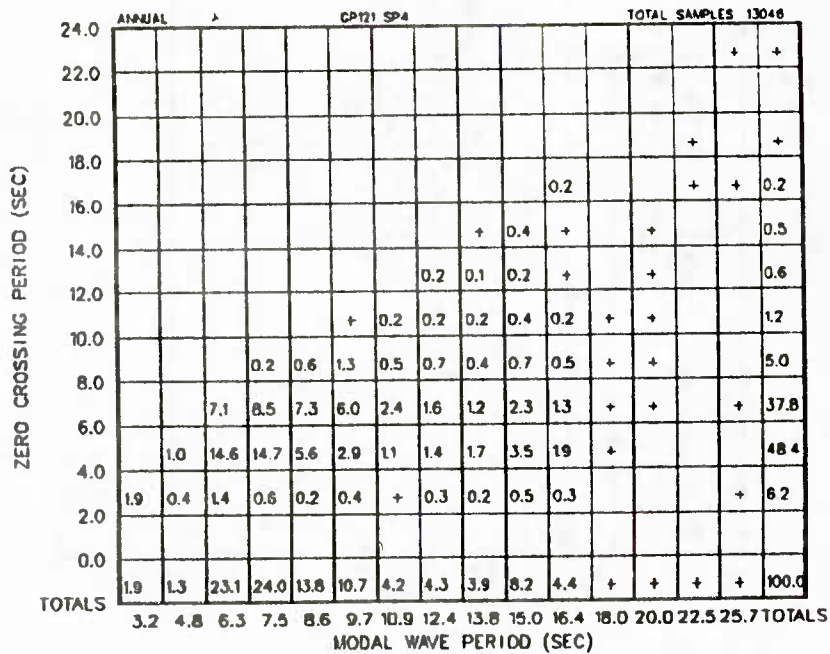 ANNUAL GP121 SP4 TOTAL SAMPLES 13046
24.0
+ +
22.0
20.0
+ +
18.0
0.2 + + 0.2
16.0
+ 0.4 + + 0.5
14.0
0.2 0.1 0.2 + + 0.6
12.0
+ 0.2 0.2 0.2 0.4 0.2 + + 1.2
10.0
0.2 0.6 1.3 0.5 0.7 0.4 0.7 0.5 + + 5.0
8.0
7.1 8.5 7.3 6.0 2.4 1.6 1.2 2.3 1.3 + + + 37.8
6.0
1.0 14.6 14.7 5.6 2.9 1.1 1.4 1.7 3.5 1.9 + 48.4
4.0
1.9 0.4 1.4 0.6 0.2 0.4 + 0.3 0.2 0.5 0.3 + 6.2
2.0
0.0
1.9 1.3 23.1 24.0 13.8 10.7 4.2 4.3 3.9 8.2 4.4 + + + + 100.0
TOTALS
3.2 4.8 6.3 7.5 8.6 9.7 10.9 12.4 13.8 15.0 16.4 18.0 20.0 22.5 25.7 TOTALS
MODAL WAVE PERIOD (SEC)
ZERO CROSSING PERIOD (SEC)